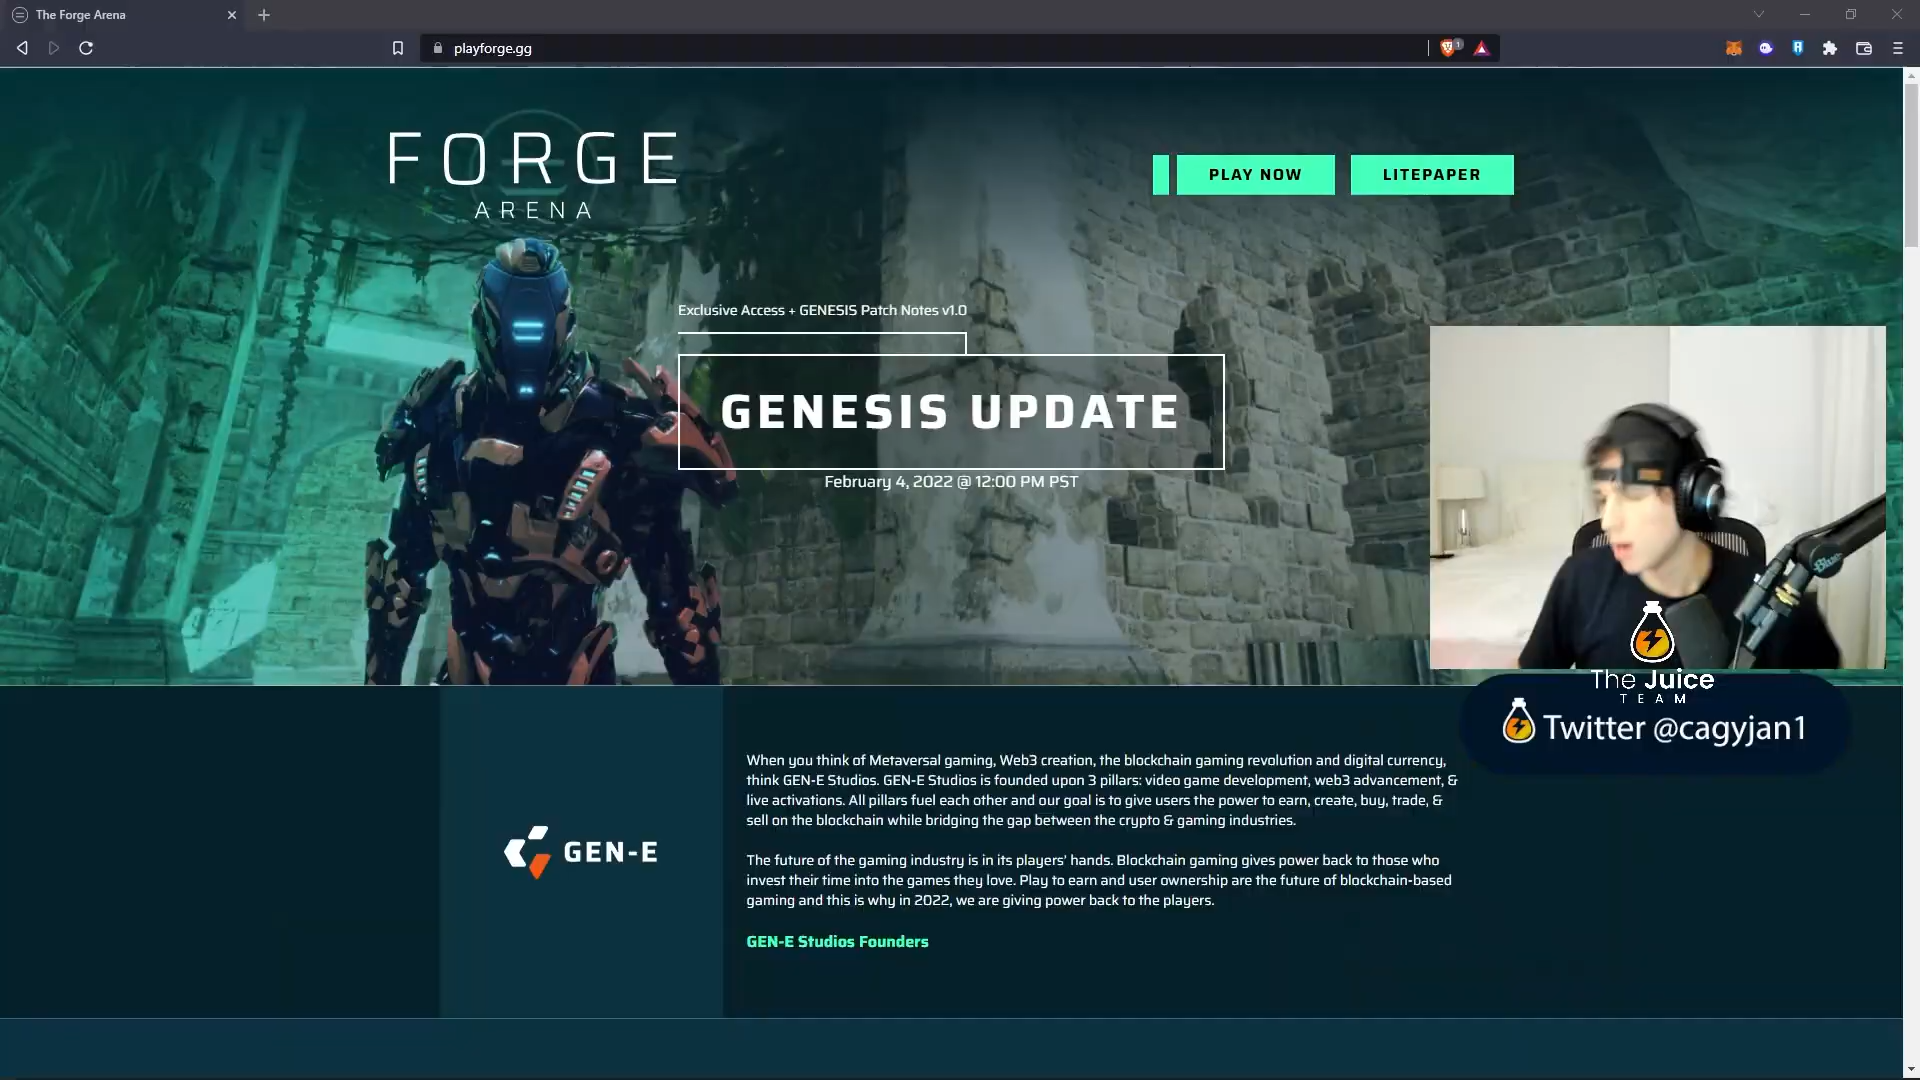 The Forge Arena
playforge.gg
1
FORGE
ARENA
PLAY NOW
LITEPAPER
Exclusive Access + GENESIS Patch Notes v1.0
GENESIS UPDATE
February 4, 2022 @ 12:00 PM PST
The Juice
TEAM
Twitter @cagyjan1
When you think of Metaversal gaming, Web3 creation, the blockchain gaming revolution and digital currency,
think GEN-E Studios. GEN-E Studios is founded upon 3 pillars: video game development, web3 advancement, &
live activations. All pillars fuel each other and our goal is to give users the power to earn, create, buy, trade, &
sell on the blockchain while bridging the gap between the crypto & gaming industries.
GEN-E
The future of the gaming industry is in its players' hands. Blockchain gaming gives power back to those who
invest their time into the games they love. Play to earn and user ownership are the future of blockchain-based
gaming and this is why in 2022, we are giving power back to the players.
GEN-E Studios Founders